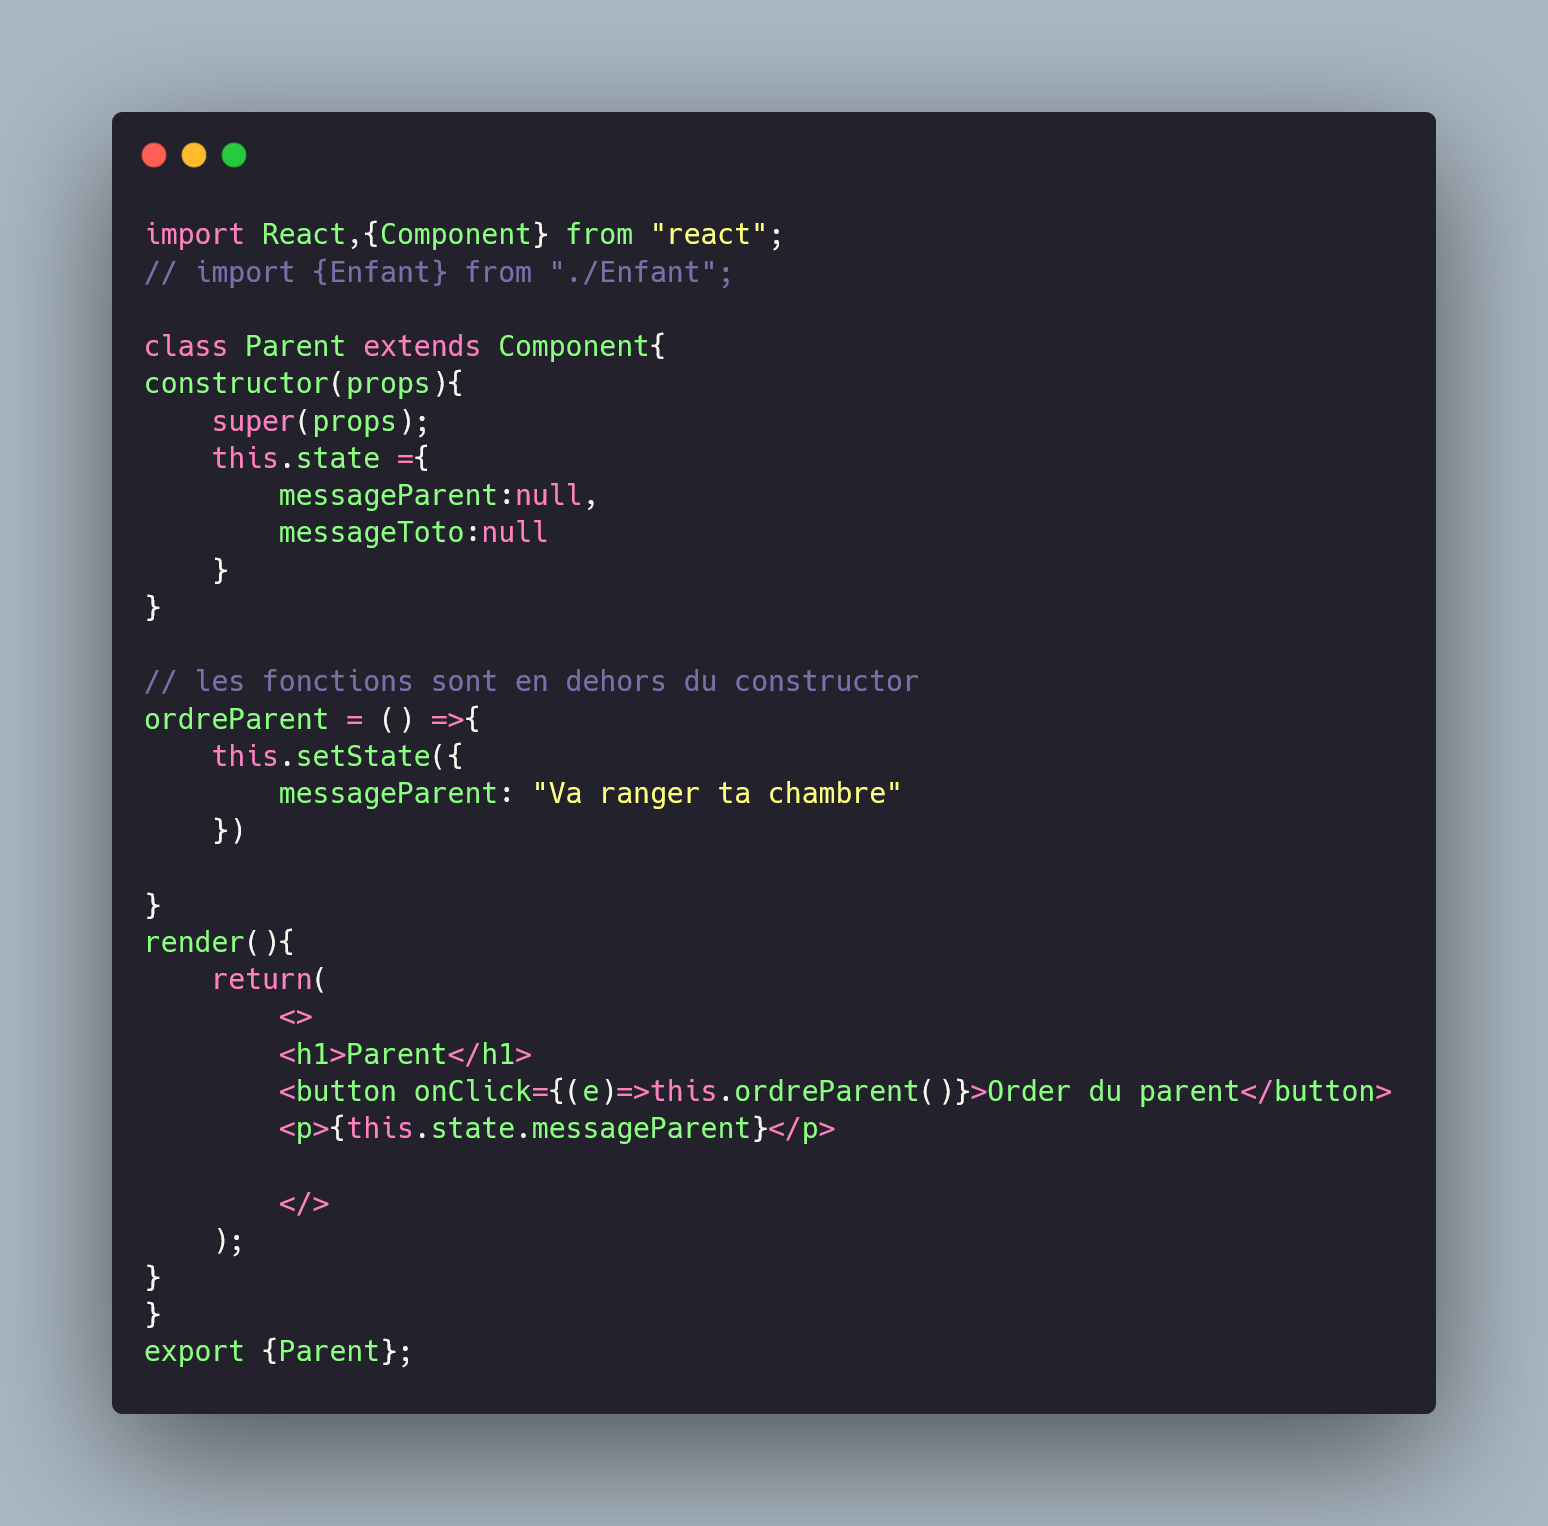 import React,{Component} from "react";
// import {Enfant} from "./Enfant";
class Parent extends Component{
constructor(props){
    super(props);
    this.state ={
        messageParent:null,
        messageToto:null
    }
}
// les fonctions sont en dehors du constructor
ordreParent = () =>{
    this.setState({
        messageParent: "Va ranger ta chambre"
    })
}
render(){
    return(
        <>
        <h1>Parent</h1>
        <button onClick={(e)=>this.ordreParent()}>Order du parent</button>
        <p>{this.state.messageParent}</p>
        </>
    );
}
}
export {Parent};